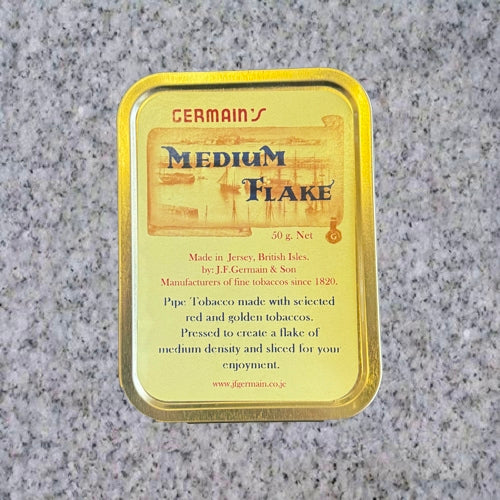 GERMAIN'S
MEDIUM
FLAKE
50 g. Net
Made in Jersey, British Isles.
by: J.F.Germain & Son
Manufacturers of fine tobaccos since 1820.
Pipe Tobacco made with selected
red and golden tobaccos.
Pressed to create a flake of
medium density and sliced for your
enjoyment.
www.jfgermain.co.je